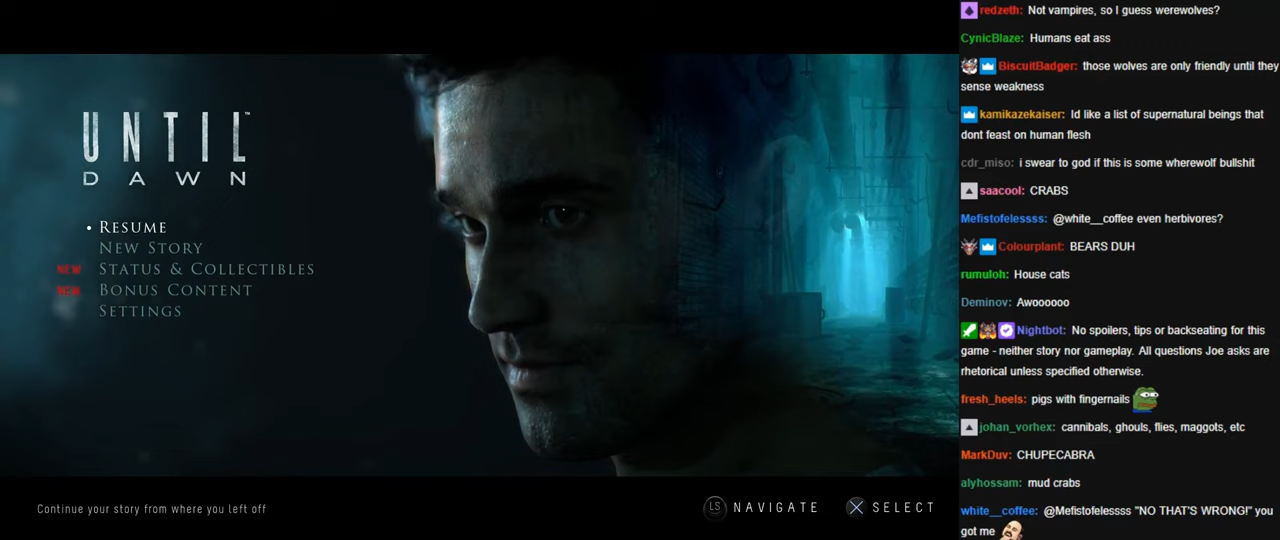 UNTIL™
DAWN
• RESUME
NEW STORY
NEW STATUS & COLLECTIBLES
NEW BONUS CONTENT
SETTINGS
Continue your story from where you left off
LS NAVIGATE
SELECT
redzeth: Not vampires, so I guess werewolves?
CynicBlaze: Humans eat ass
BiscuitBadger: those wolves are only friendly until they
sense weakness
kamikazekaiser: Id like a list of supernatural beings that
dont feast on human flesh
cdr_miso: i swear to god if this is some wherewolf bullshit
saacool: CRABS
Mefistofelessss: @white__coffee even herbivores?
Colourplant: BEARS DUH
rumuloh: House cats
Deminov: Awoooooo
Nightbot: No spoilers, tips or backseating for this
game - neither story nor gameplay. All questions Joe asks are
rhetorical unless specified otherwise.
fresh_heels: pigs with fingernails
johan_vorhex: cannibals, ghouls, flies, maggots, etc
MarkDuv: CHUPECABRA
alyhossam: mud crabs
white__coffee: @Mefistofelessss "NO THAT'S WRONG!" you
got me